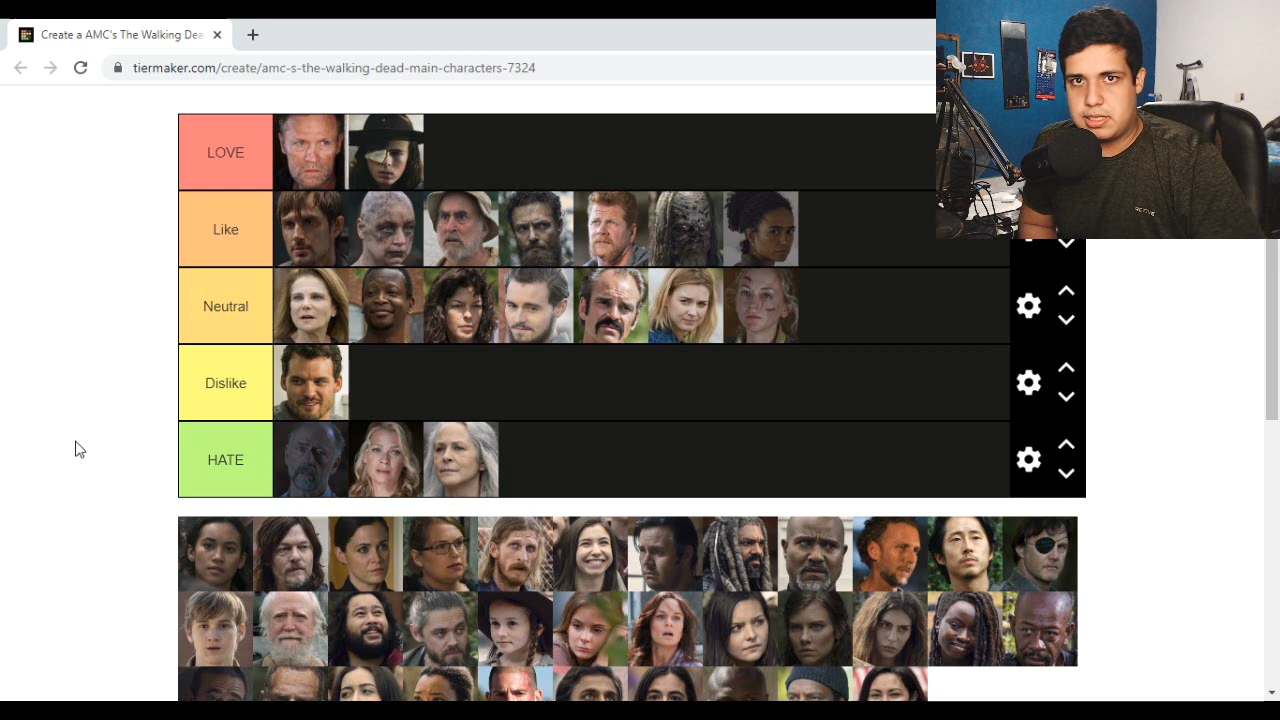 Create a AMC's The Walking Dea
tiermaker.com/create/amc-s-the-walking-dead-main-characters-7324
LOVE
Like
Neutral
Dislike
HATE